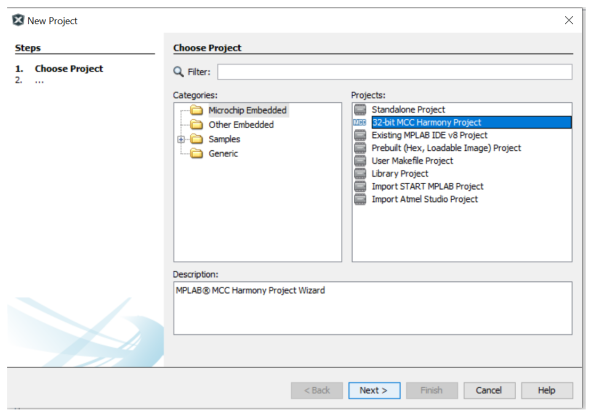 New Project
Steps
1. Choose Project
2. ...
Choose Project
Filter:
Categories:
Microchip Embedded
Other Embedded
Samples
Generic
Projects:
Standalone Project
MCC 32-bit MCC Harmony Project
Existing MPLAB IDE v8 Project
Prebuilt (Hex, Loadable Image) Project
User Makefile Project
Library Project
Import START MPLAB Project
Import Atmel Studio Project
Description:
MPLAB® MCC Harmony Project Wizard
< Back Next > Finish Cancel Help